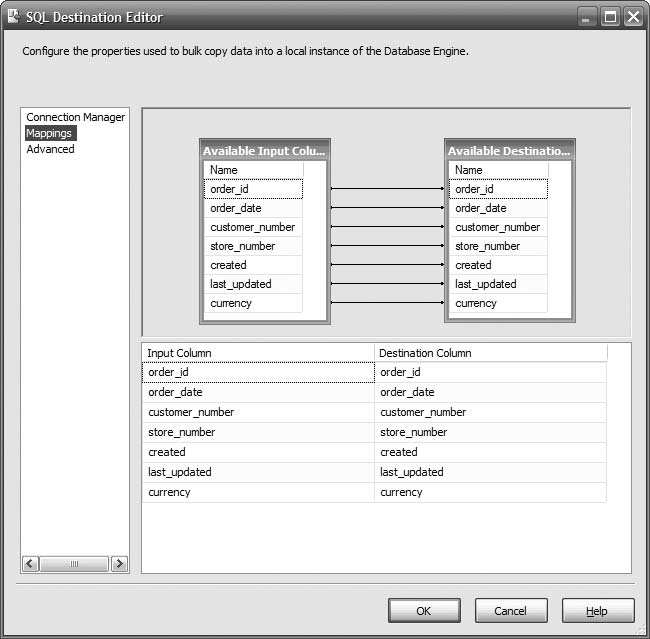 SQL Destination Editor
Configure the properties used to bulk copy data into a local instance of the Database Engine.
Connection Manager
Mappings
Advanced
Available Input Colu...
Name
order_id
order_date
customer_number
store_number
created
last_updated
currency
Available Destinatio...
Name
order_id
order_date
customer_number
store_number
created
last_updated
currency
Input Column Destination Column
order_id order_id
order_date order_date
customer_number customer_number
store_number store_number
created created
last_updated last_updated
currency currency
OK Cancel Help